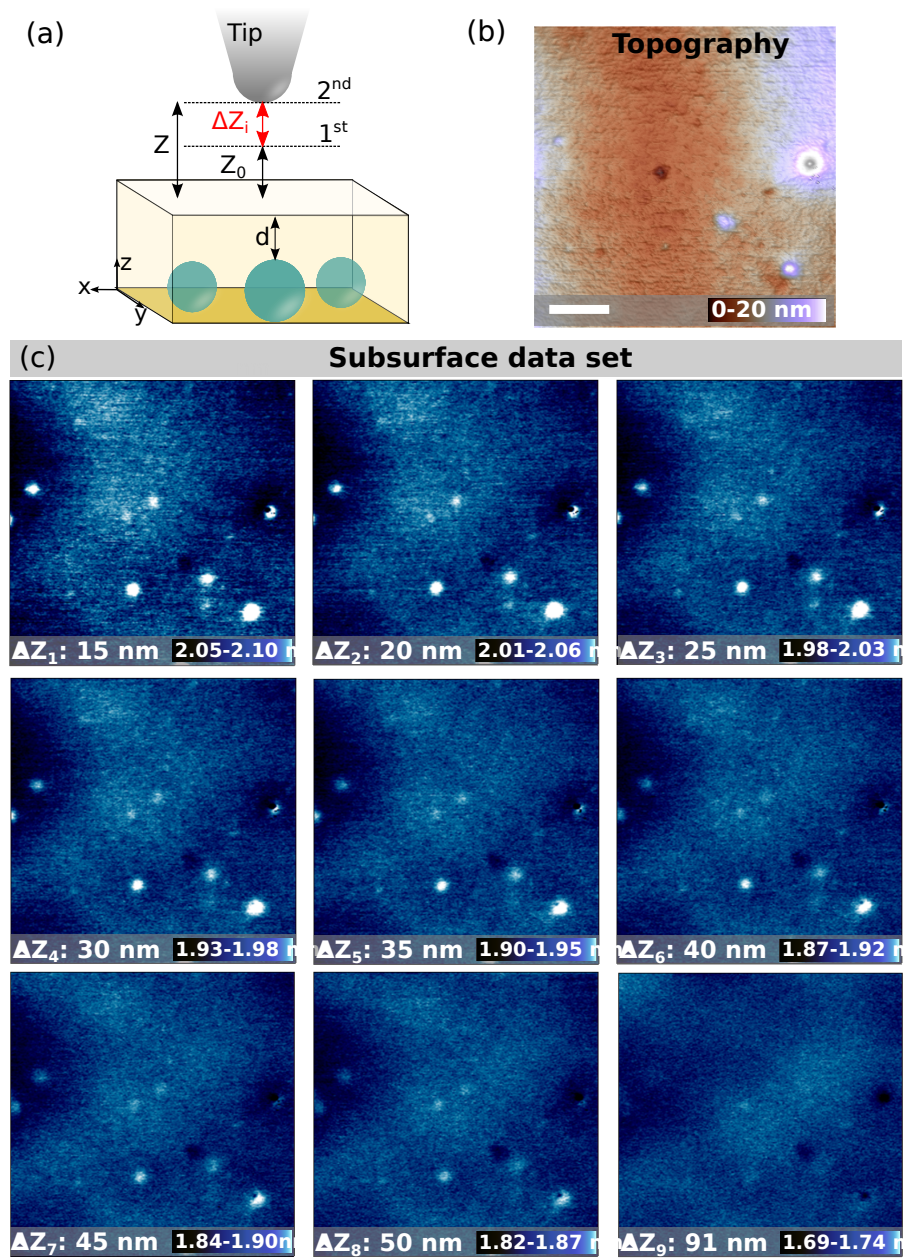 (a)
Tip
2nd
ΔZi
1st
Z
Z0
d
z
x
y
(b)
Topography
0-20 nm
(c)
Subsurface data set
ΔZ1: 15 nm 2.05-2.10 n
ΔZ2: 20 nm 2.01-2.06 n
ΔZ3: 25 nm 1.98-2.03 n
ΔZ4: 30 nm 1.93-1.98 n
ΔZ5: 35 nm 1.90-1.95 n
ΔZ6: 40 nm 1.87-1.92 n
ΔZ7: 45 nm 1.84-1.90n
ΔZ8: 50 nm 1.82-1.87 n
ΔZ9: 91 nm 1.69-1.74 n